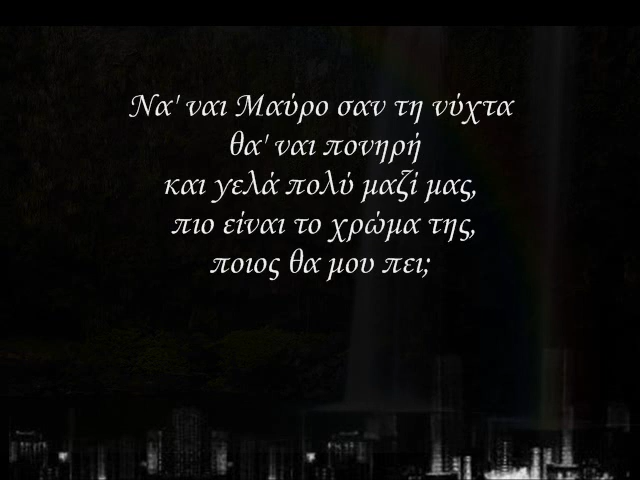 Να' ναι Μαύρο σαν τη νύχτα
θα' ναι πονηρή
και γελά πολύ μαζί μας,
πιο είναι το χρώμα της,
ποιος θα μου πει;